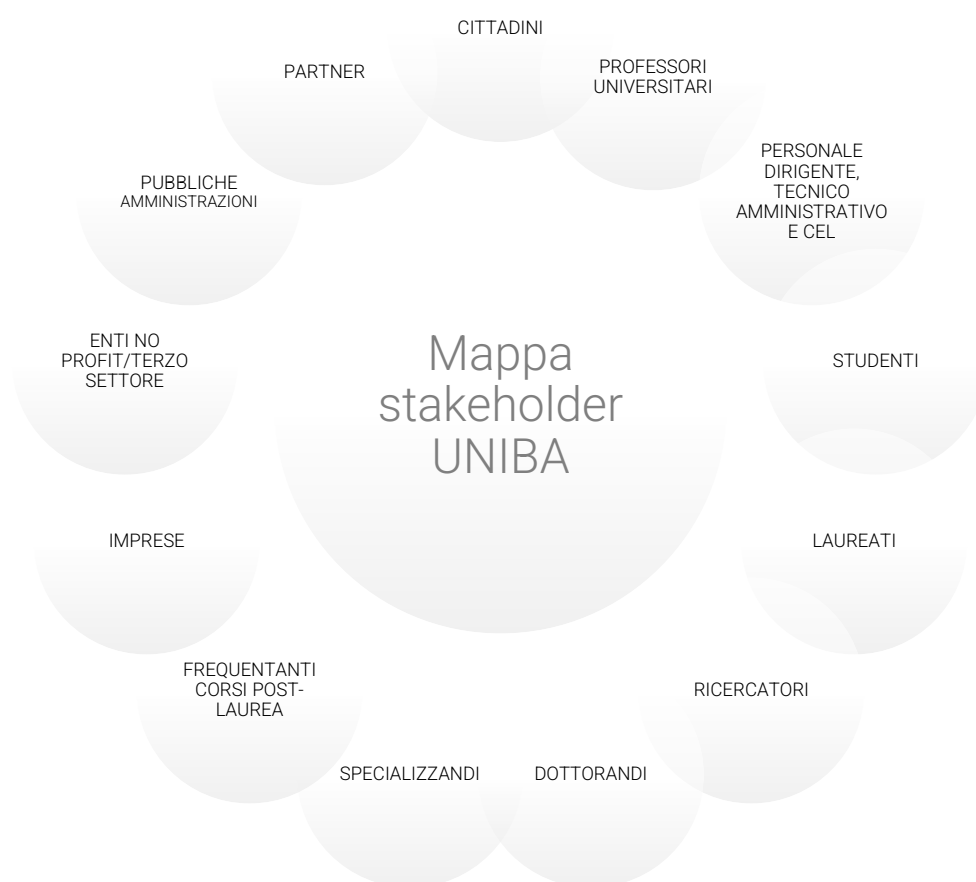 CITTADINI
PARTNER
PROFESSORI
UNIVERSITARI
PERSONALE
DIRIGENTE,
TECNICO
AMMINISTRATIVO
E CEL
PUBBLICHE
AMMINISTRAZIONI
ENTI NO
PROFIT/TERZO
SETTORE
Mappa
stakeholder
UNIBA
STUDENTI
IMPRESE
LAUREATI
FREQUENTANTI
CORSI POST-
LAUREA
RICERCATORI
SPECIALIZZANDI
DOTTORANDI